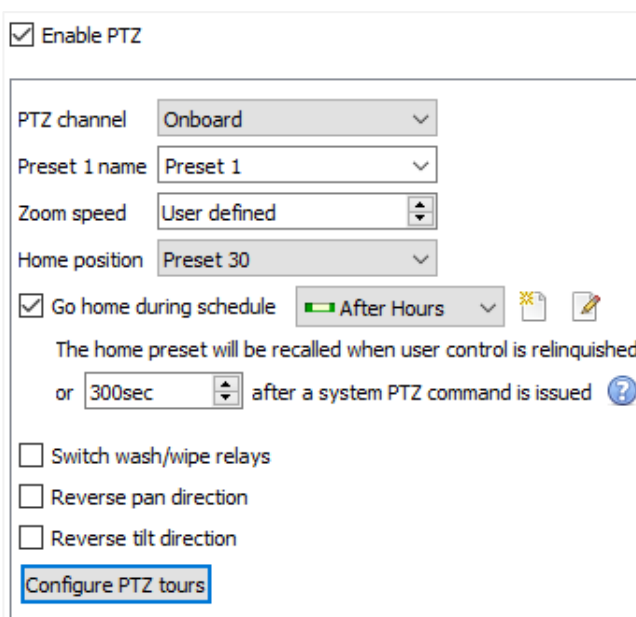 Enable PTZ
PTZ channel Onboard
Preset 1 name Preset 1
Zoom speed User defined
Home position Preset 30
Go home during schedule After Hours
The home preset will be recalled when user control is relinquished
or 300sec after a system PTZ command is issued ?
Switch wash/wipe relays
Reverse pan direction
Reverse tilt direction
Configure PTZ tours